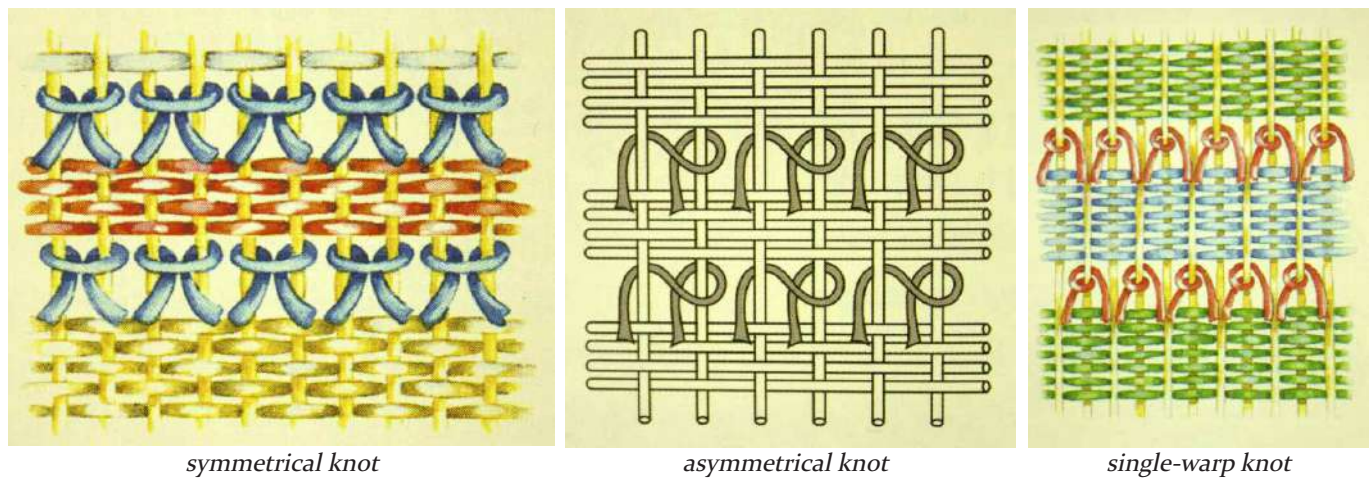 symmetrical knot
asymmetrical knot
single-warp knot